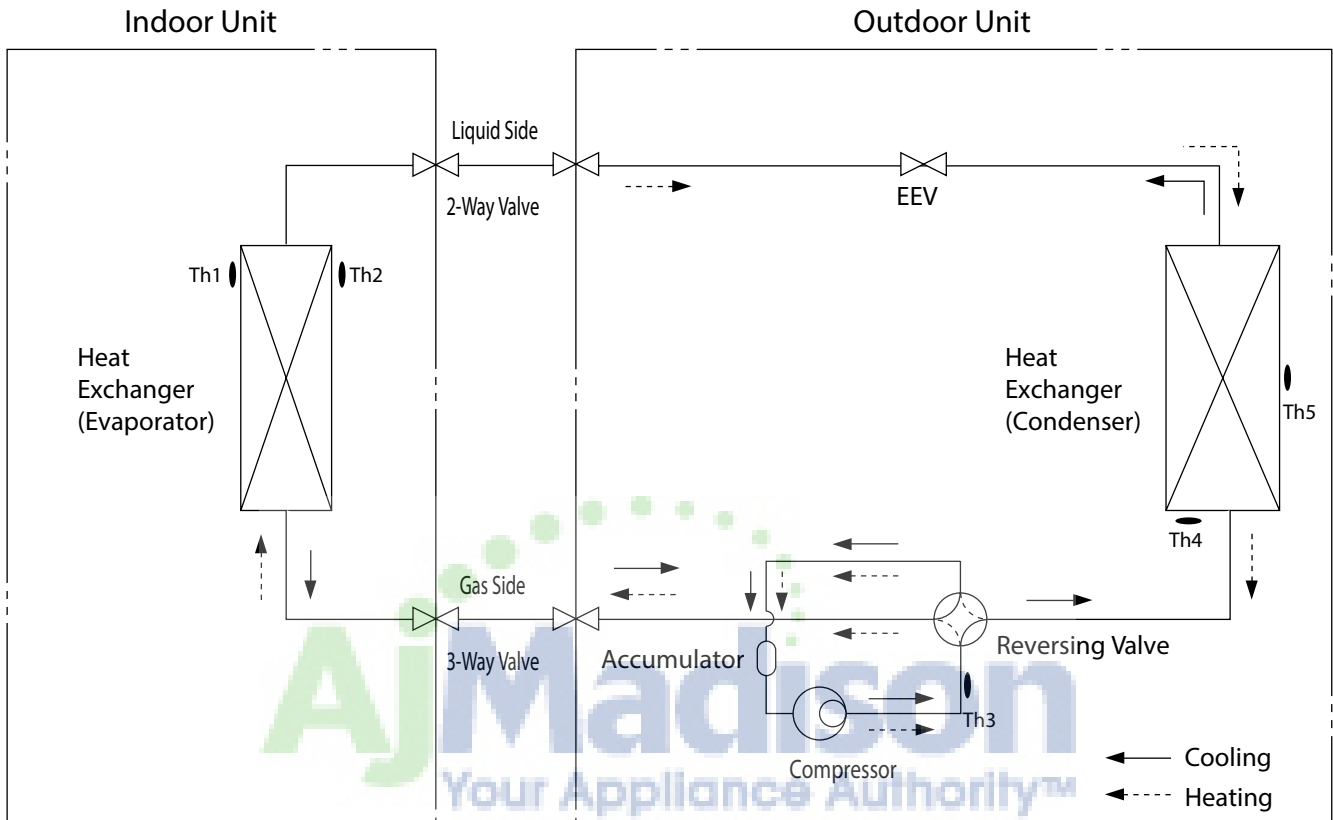 Indoor Unit
Outdoor Unit
Liquid Side
2-Way Valve
EEV
Th1
Th2
Heat
Exchanger
(Evaporator)
Heat
Exchanger
(Condenser)
Th5
Th4
Gas Side
3-Way Valve
Accumulator
Reversing Valve
Th3
Compressor
Cooling
Heating
AjMadison
Your Appliance Authority™